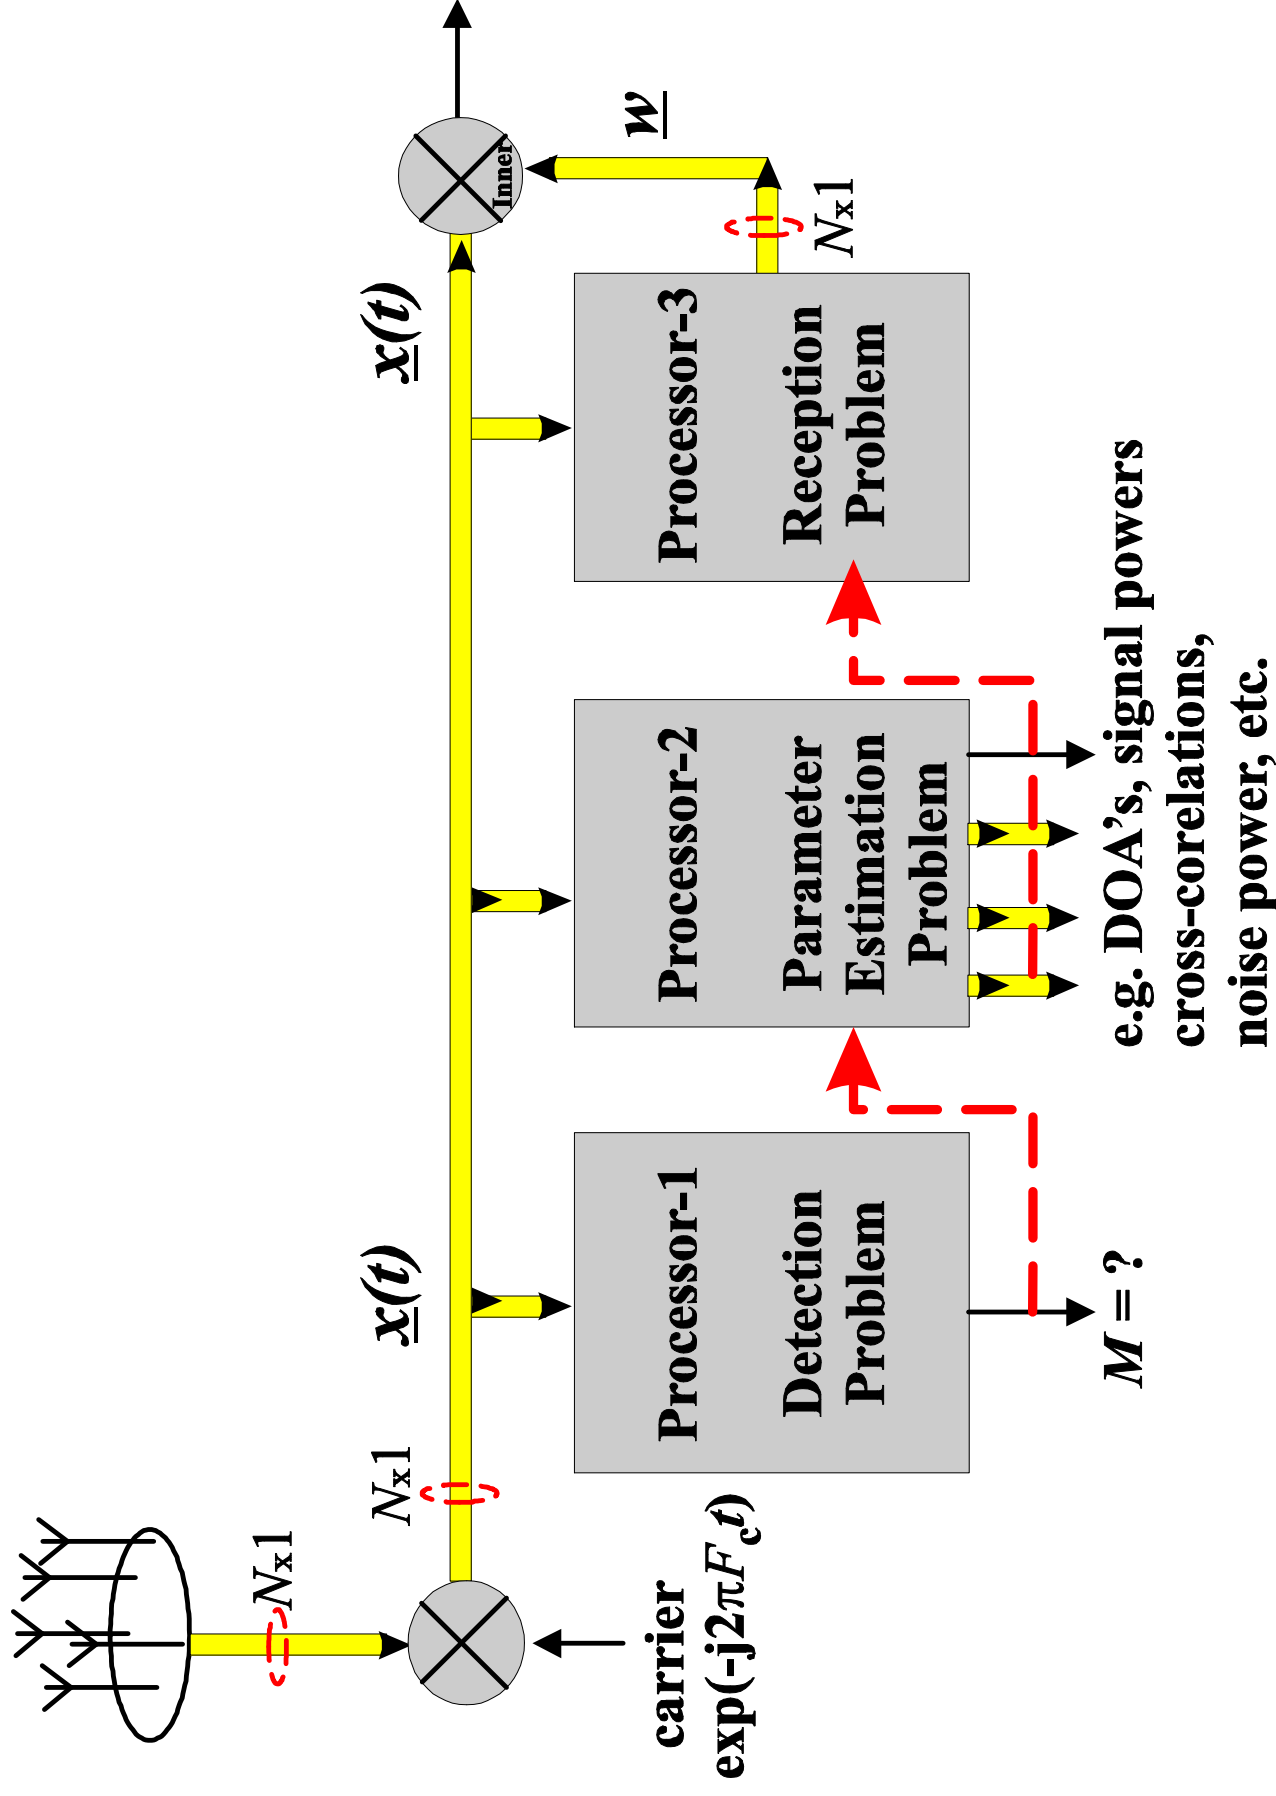 N x1
carrier
exp(-j2πF_c t)
N x1
x(t)
Processor-1
Detection
Problem
M = ?
Processor-2
Parameter
Estimation
Problem
e.g. DOA's, signal powers
cross-corelations,
noise power, etc.
x(t)
Processor-3
Reception
Problem
N x1
w
Inner